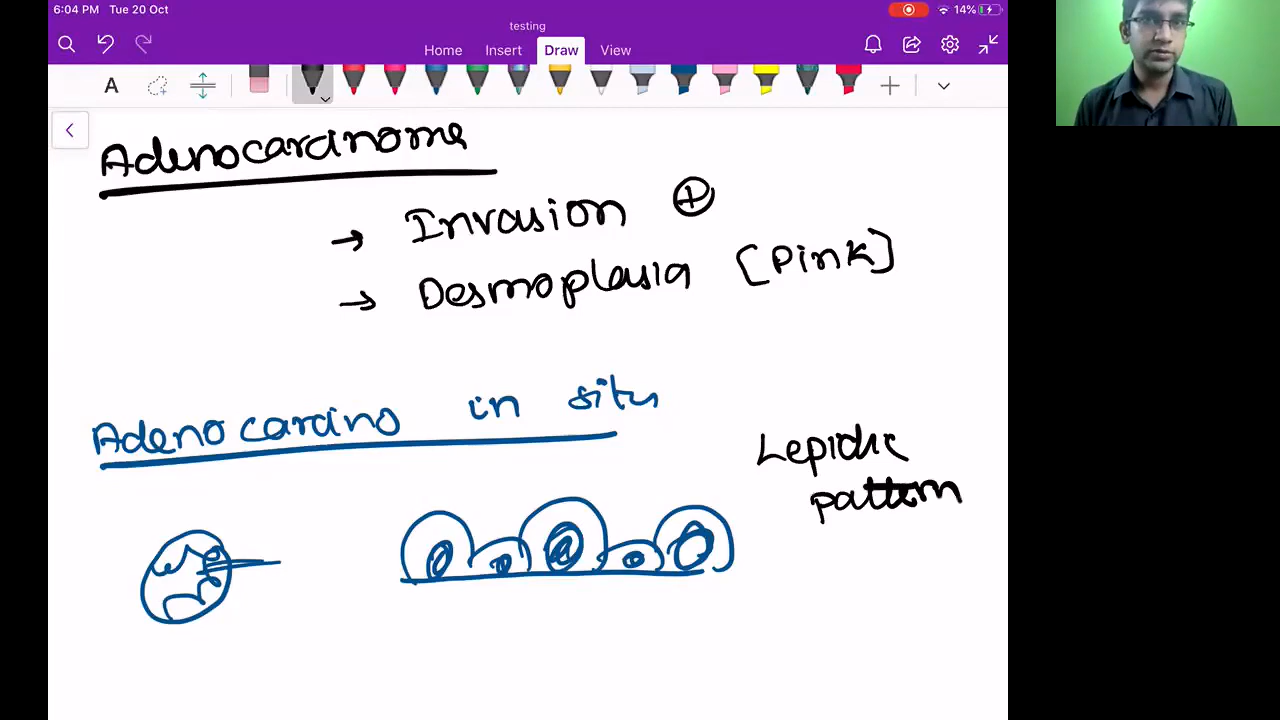 6:04 PM Tue 20 Oct
14%
testing
Home Insert Draw View
A
Adenocarcinoma
→ Invasion ⊕
→ Desmoplasia [Pink]
Adenocarcino in situ
Lepidic
pattern